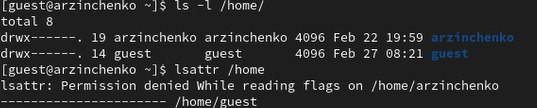 [guest@arzinchenko ~]$ ls -l /home/
total 8
drwx------. 19 arzinchenko arzinchenko 4096 Feb 22 19:59 arzinchenko
drwx------. 14 guest       guest       4096 Feb 27 08:21 guest
[guest@arzinchenko ~]$ lsattr /home
lsattr: Permission denied While reading flags on /home/arzinchenko
---------------------- /home/guest